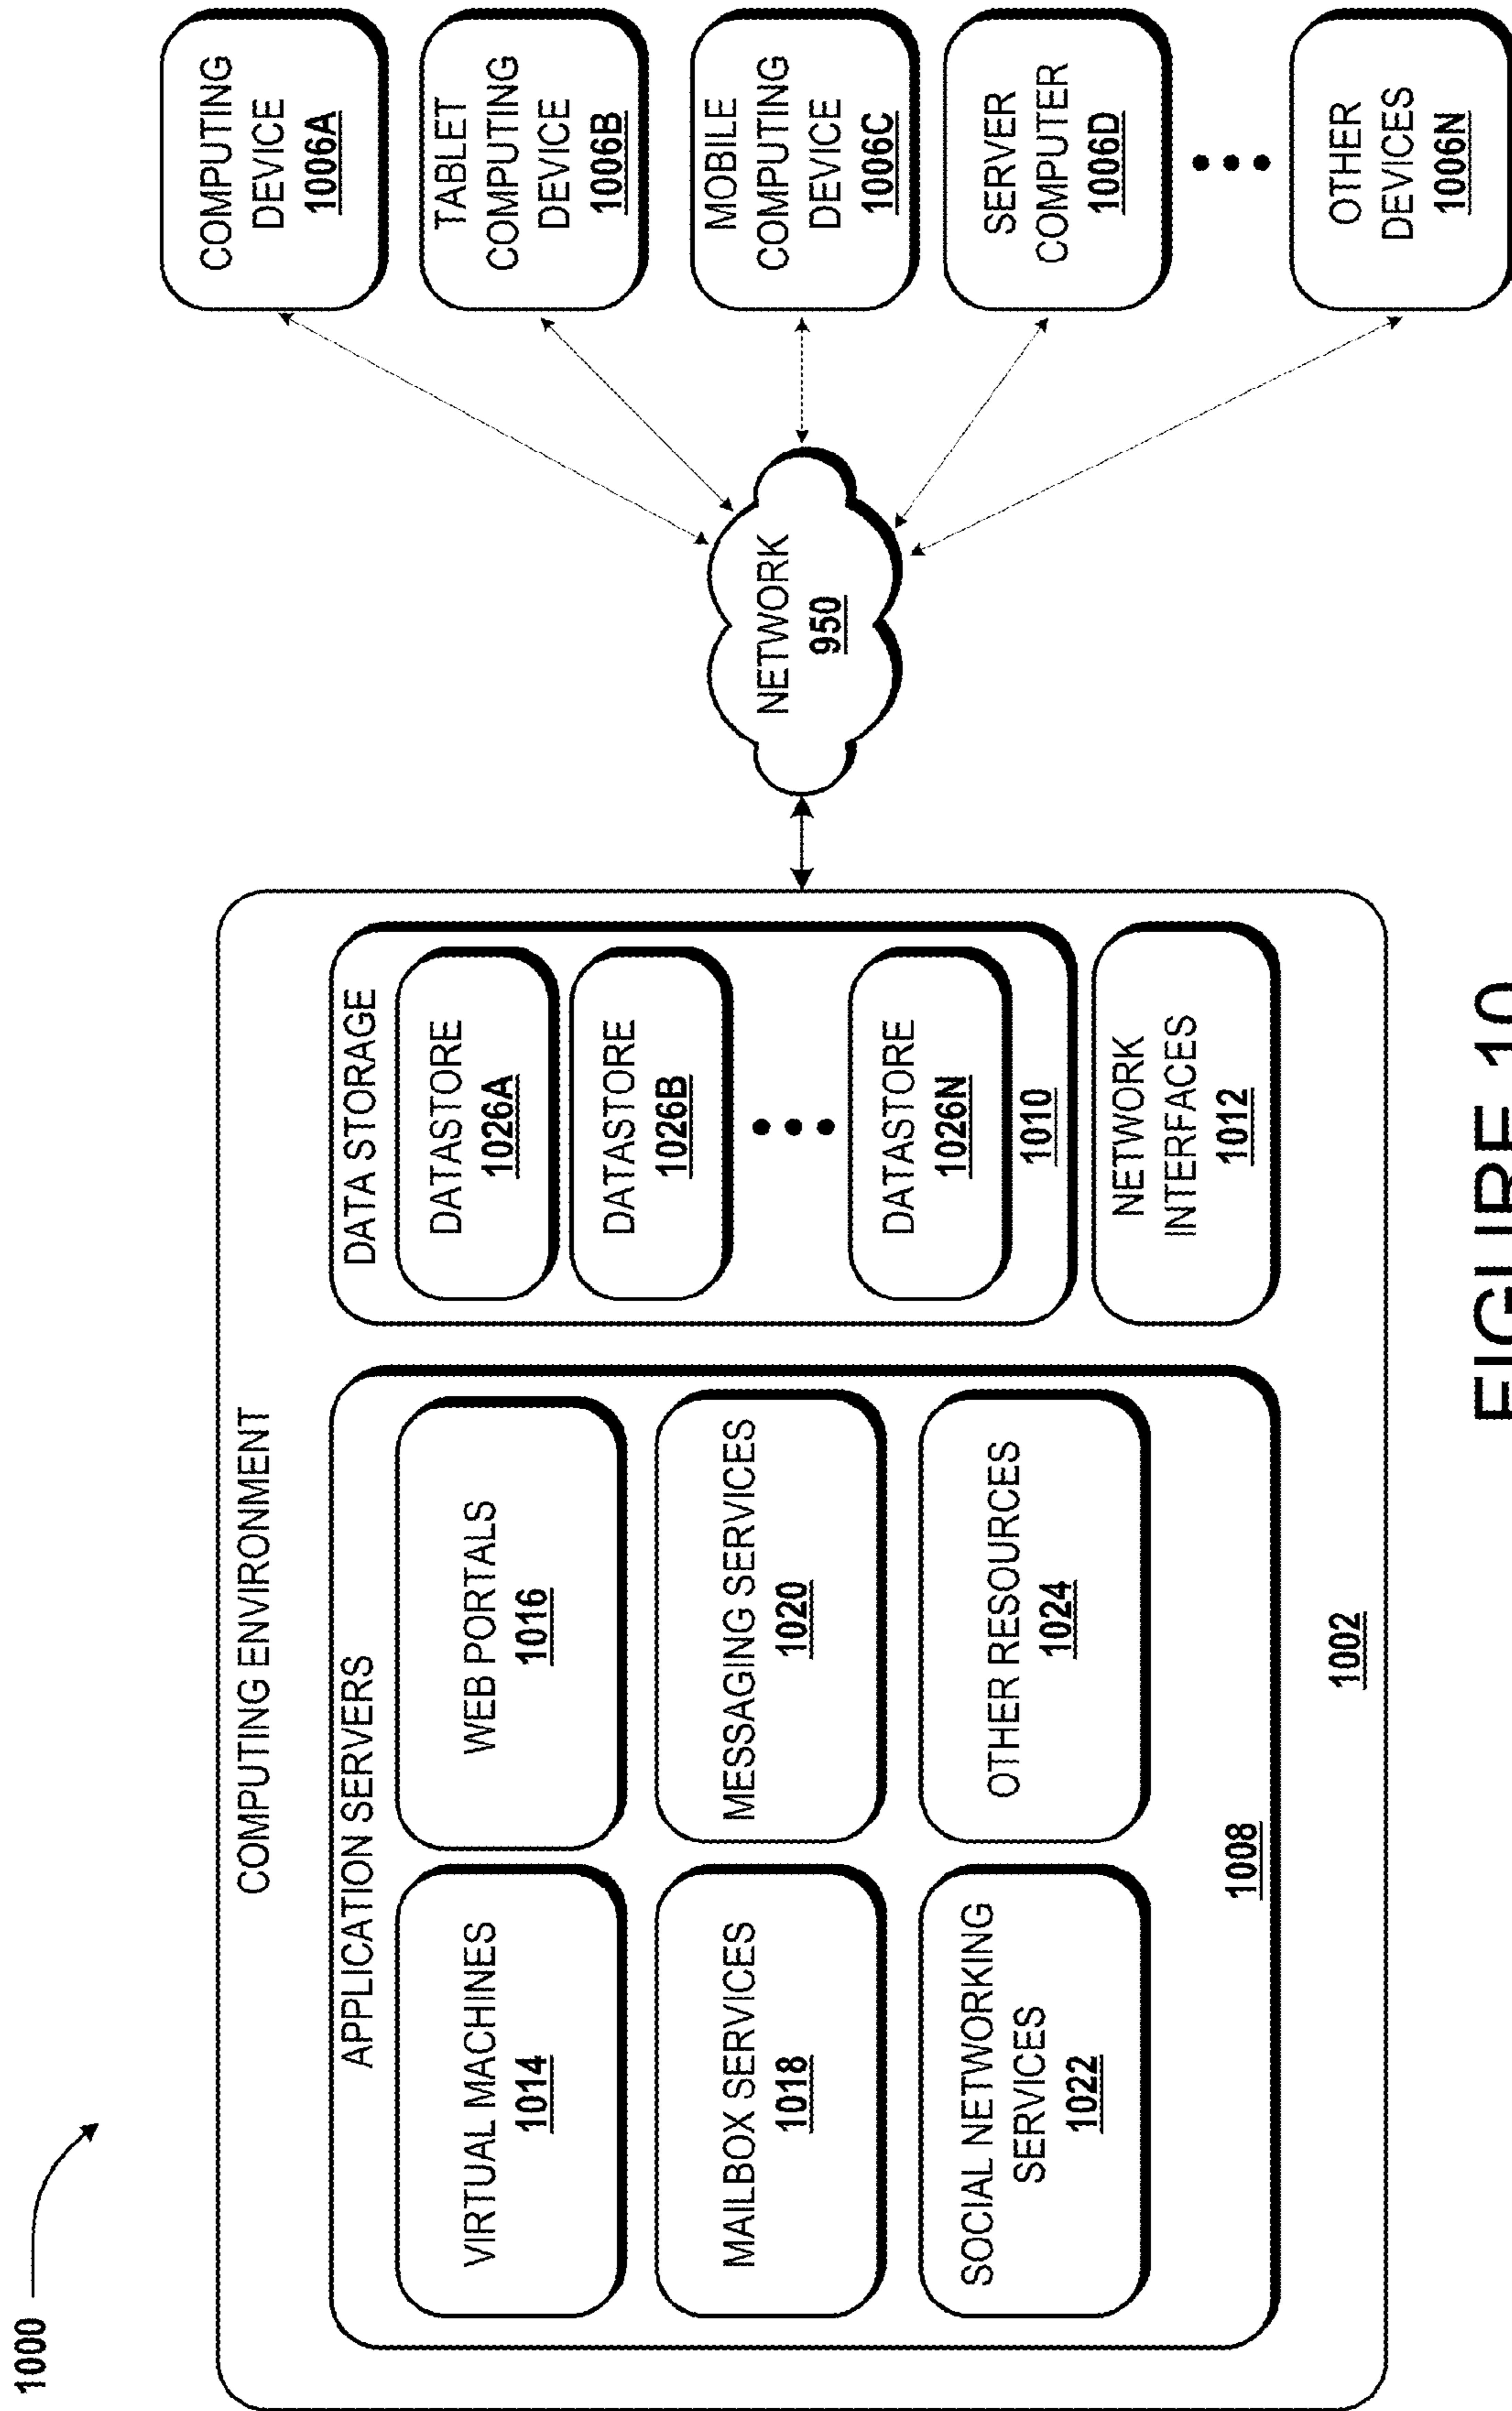 1000
COMPUTING ENVIRONMENT
APPLICATION SERVERS
VIRTUAL MACHINES
1014
WEB PORTALS
1016
MAILBOX SERVICES
1018
MESSAGING SERVICES
1020
SOCIAL NETWORKING
SERVICES
1022
OTHER RESOURCES
1024
1008
DATA STORAGE
DATASTORE
1026A
DATASTORE
1026B
DATASTORE
1026N
1010
NETWORK
INTERFACES
1012
1002
NETWORK
950
COMPUTING
DEVICE
1006A
TABLET
COMPUTING
DEVICE
1006B
MOBILE
COMPUTING
DEVICE
1006C
SERVER
COMPUTER
1006D
OTHER
DEVICES
1006N
FIGURE 10